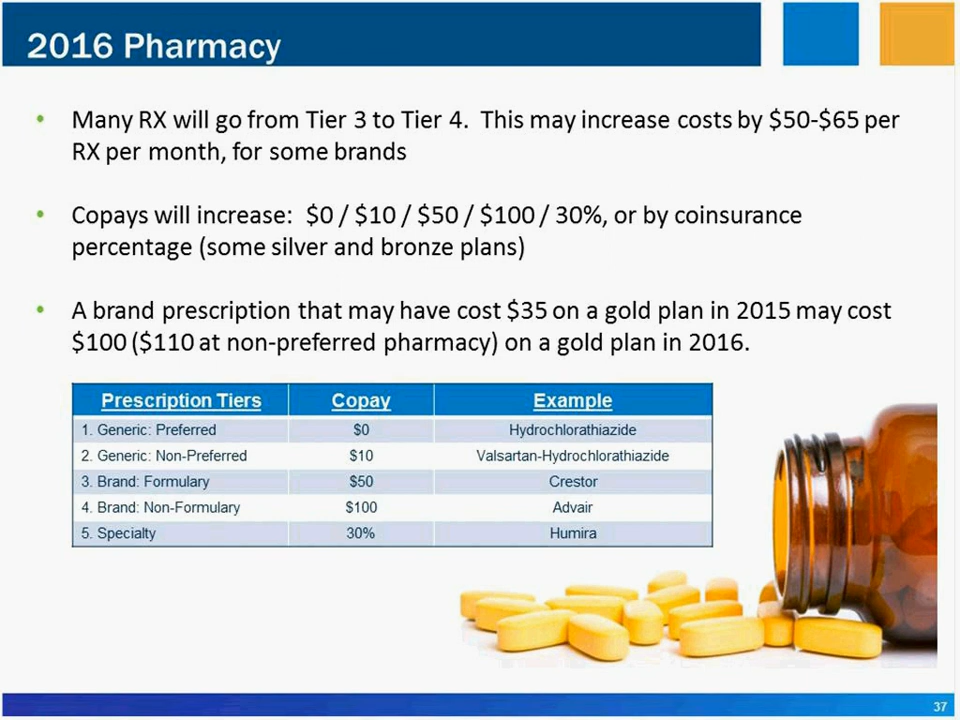 2016 Pharmacy
• Many RX will go from Tier 3 to Tier 4. This may increase costs by $50-$65 per
RX per month, for some brands
• Copays will increase: $0 / $10 / $50 / $100 / 30%, or by coinsurance
percentage (some silver and bronze plans)
• A brand prescription that may have cost $35 on a gold plan in 2015 may cost
$100 ($110 at non-preferred pharmacy) on a gold plan in 2016.
Prescription Tiers Copay Example
1. Generic: Preferred $0 Hydrochlorathiazide
2. Generic: Non-Preferred $10 Valsartan-Hydrochlorathiazide
3. Brand: Formulary $50 Crestor
4. Brand: Non-Formulary $100 Advair
5. Specialty 30% Humira
37